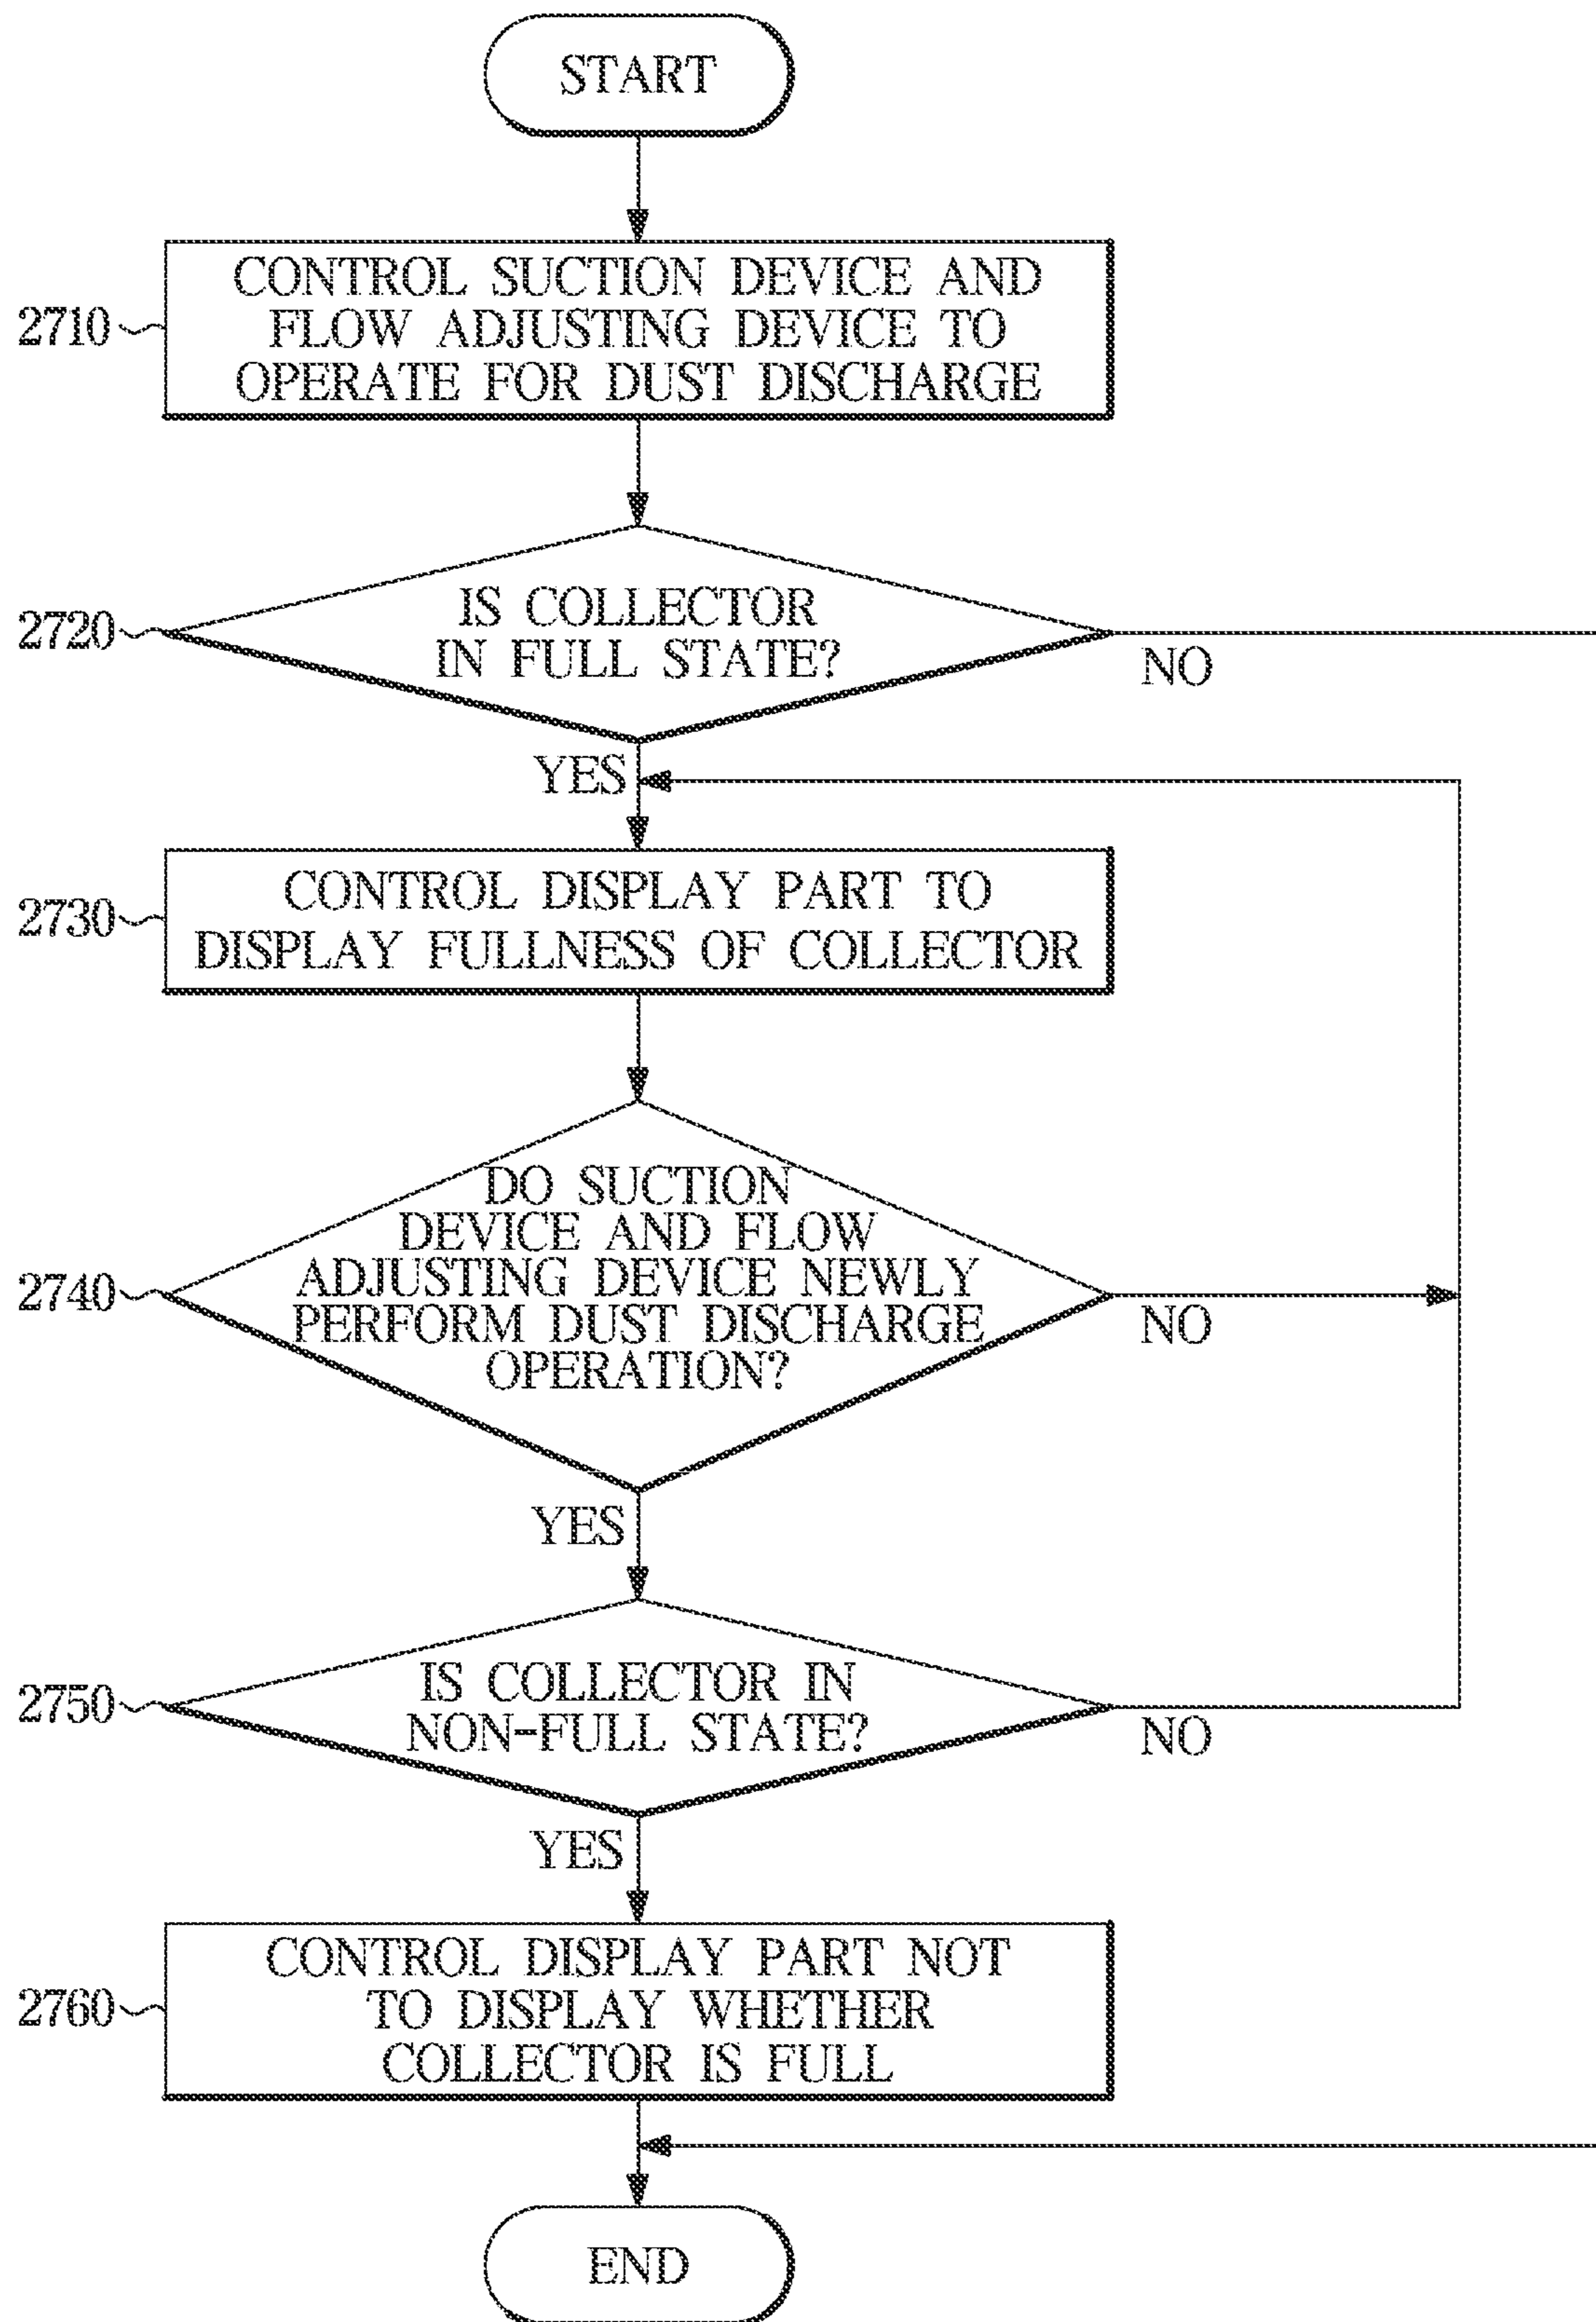 START
2710
CONTROL SUCTION DEVICE AND
FLOW ADJUSTING DEVICE TO
OPERATE FOR DUST DISCHARGE
2720
IS COLLECTOR
IN FULL STATE?
NO
YES
2730
CONTROL DISPLAY PART TO
DISPLAY FULLNESS OF COLLECTOR
2740
DO SUCTION
DEVICE AND FLOW
ADJUSTING DEVICE NEWLY
PERFORM DUST DISCHARGE
OPERATION?
NO
YES
2750
IS COLLECTOR IN
NON-FULL STATE?
NO
YES
2760
CONTROL DISPLAY PART NOT
TO DISPLAY WHETHER
COLLECTOR IS FULL
END